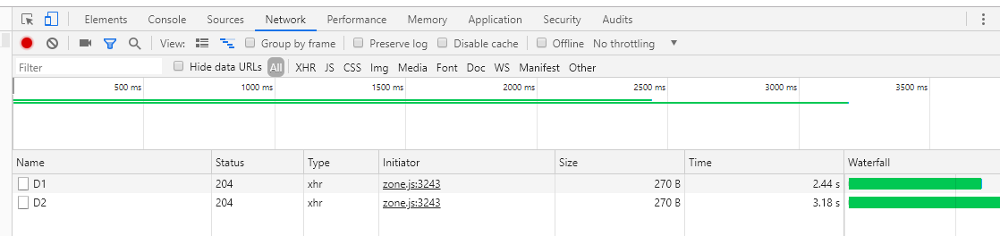 Elements Console Sources Network Performance Memory Application Security Audits
View: Group by frame Preserve log Disable cache Offline No throttling
Filter Hide data URLs All XHR JS CSS Img Media Font Doc WS Manifest Other
500 ms 1000 ms 1500 ms 2000 ms 2500 ms 3000 ms 3500 ms
Name Status Type Initiator Size Time Waterfall
D1 204 xhr zone.js:3243 270 B 2.44 s
D2 204 xhr zone.js:3243 270 B 3.18 s